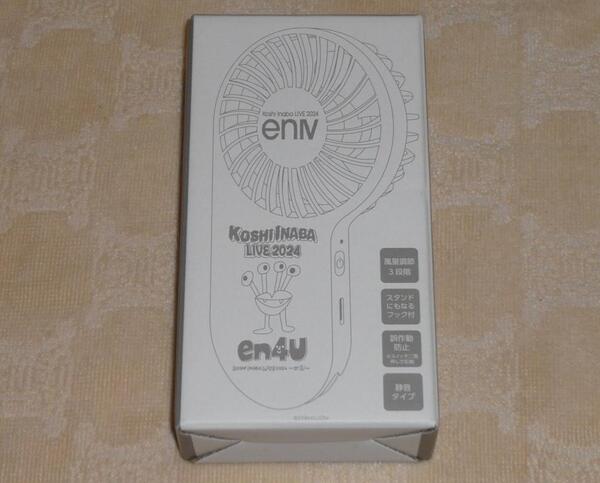 Koshi Inaba LIVE 2024
enIV
KOSHI INABA
LIVE 2024
en4U
風量調節
3段階
スタンド
にもなる
フック付
誤作動
防止
静音
タイプ